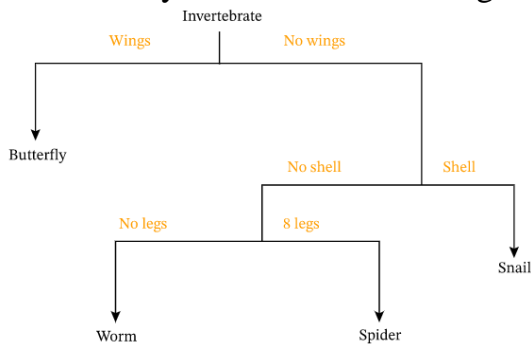 Invertebrate
Wings
No wings
Butterfly
No shell
Shell
No legs
8 legs
Snail
Worm
Spider